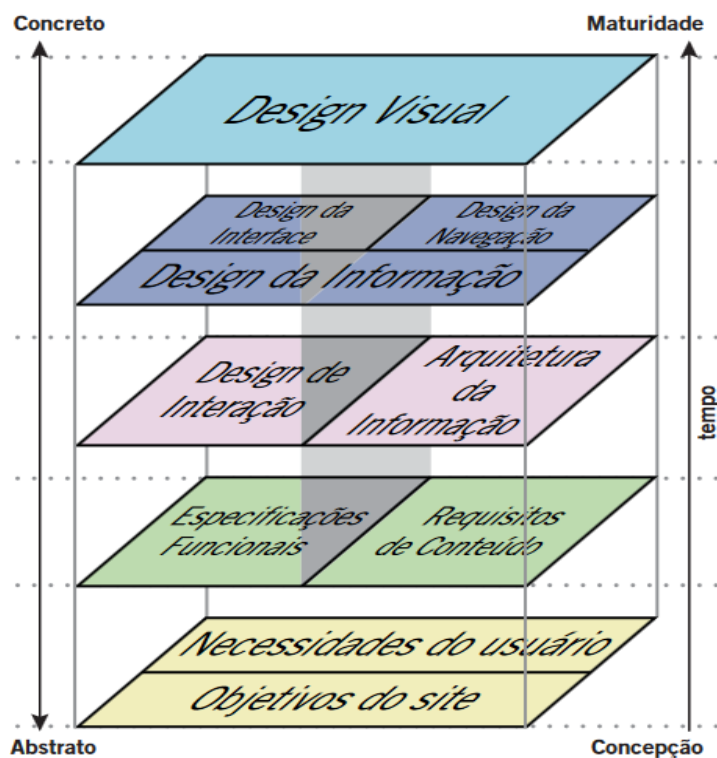 Concreto
Maturidade
Design Visual
Design da
Interface
Design da
Navegação
Design da Informação
Design de
Interação
Arquitetura
da
Informação
tempo
Especificações
Funcionais
Requisitos
de Conteúdo
Necessidades do usuário
Objetivos do site
Abstrato
Concepção